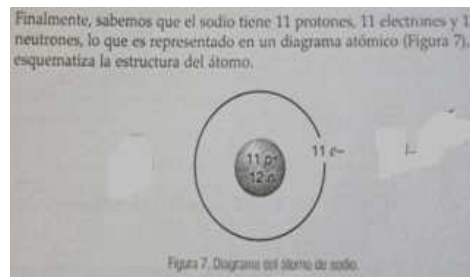 Finalmente, sabemos que el sodio tiene 11 protones, 11 electrones y 1
neutrones, lo que es representado en un diagrama atómico (Figura 7),
esquematiza la estructura del átomo.
11 p+
12 n
11 e-
Figura 7. Diagrama del átomo de sodio.